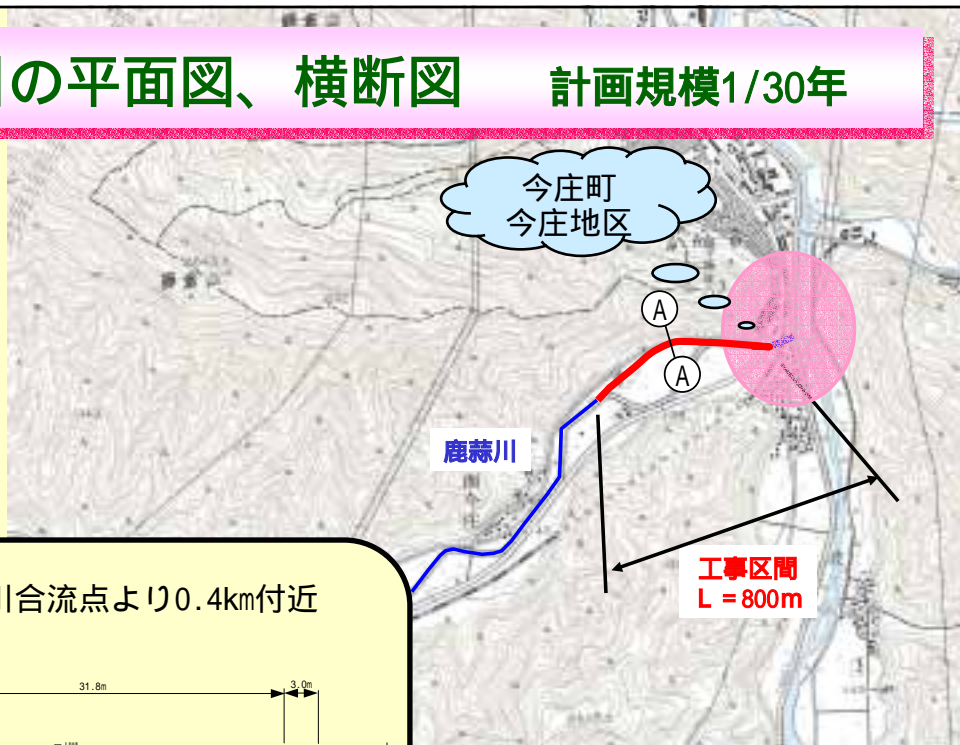 の平面図、横断図 計画規模1/30年
今庄町
今庄地区
A
A
鹿蒜川
工事区間
L =800m
川合流点より0.4km付近
31.8m
3.0m